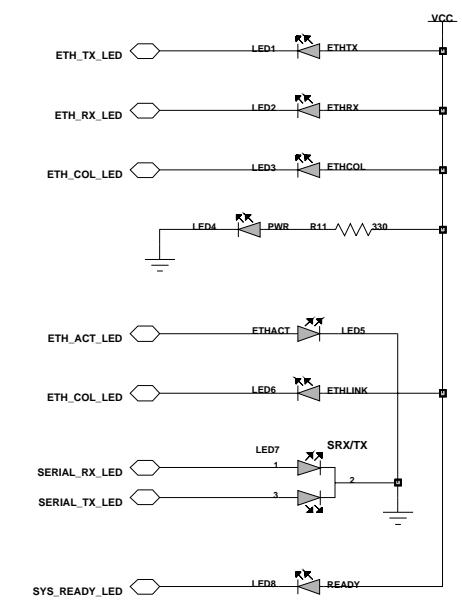 VCC
ETH_TX_LED LED1 ETHTX
ETH_RX_LED LED2 ETHRX
ETH_COL_LED LED3 ETHCOL
LED4 PWR R11 330
ETH_ACT_LED ETHACT LED5
ETH_COL_LED LED6 ETHLINK
LED7 SRX/TX
SERIAL_RX_LED 1 2
SERIAL_TX_LED 3
SYS_READY_LED LED8 READY